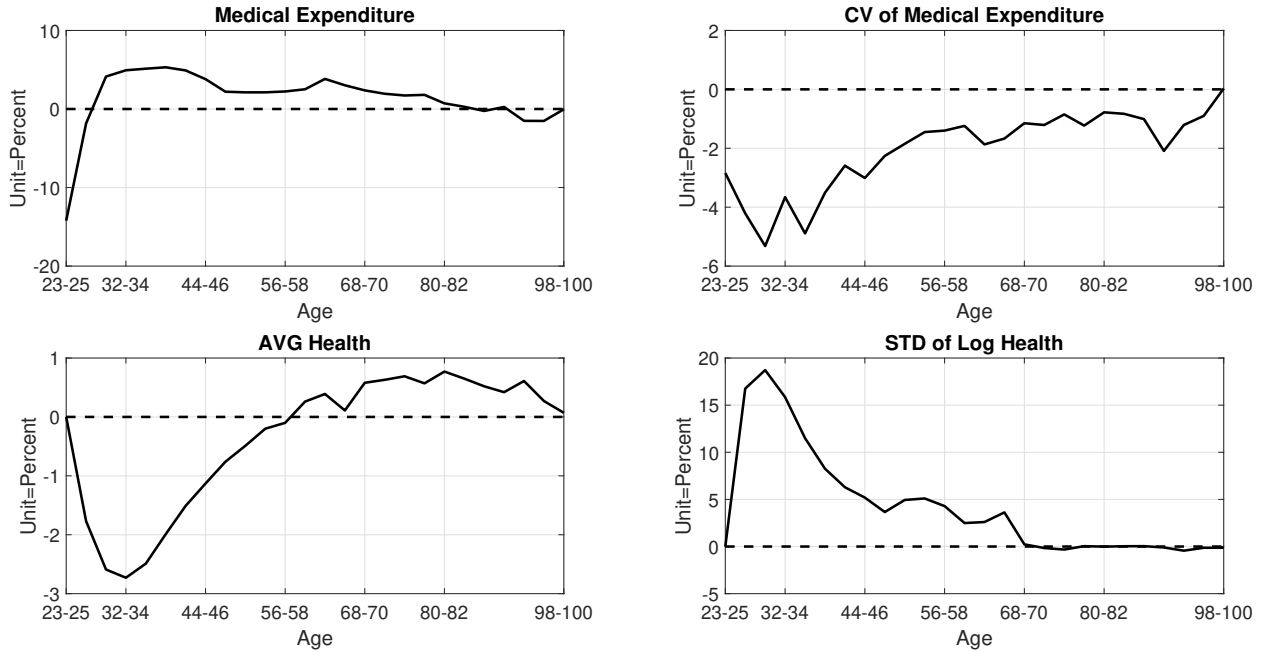 Medical Expenditure
10
0
-10
-20
Unit=Percent
23-25 32-34 44-46 56-58 68-70 80-82 98-100
Age
CV of Medical Expenditure
2
0
-2
-4
-6
Unit=Percent
23-25 32-34 44-46 56-58 68-70 80-82 98-100
Age
AVG Health
1
0
-1
-2
-3
Unit=Percent
23-25 32-34 44-46 56-58 68-70 80-82 98-100
Age
STD of Log Health
20
15
10
5
0
-5
Unit=Percent
23-25 32-34 44-46 56-58 68-70 80-82 98-100
Age